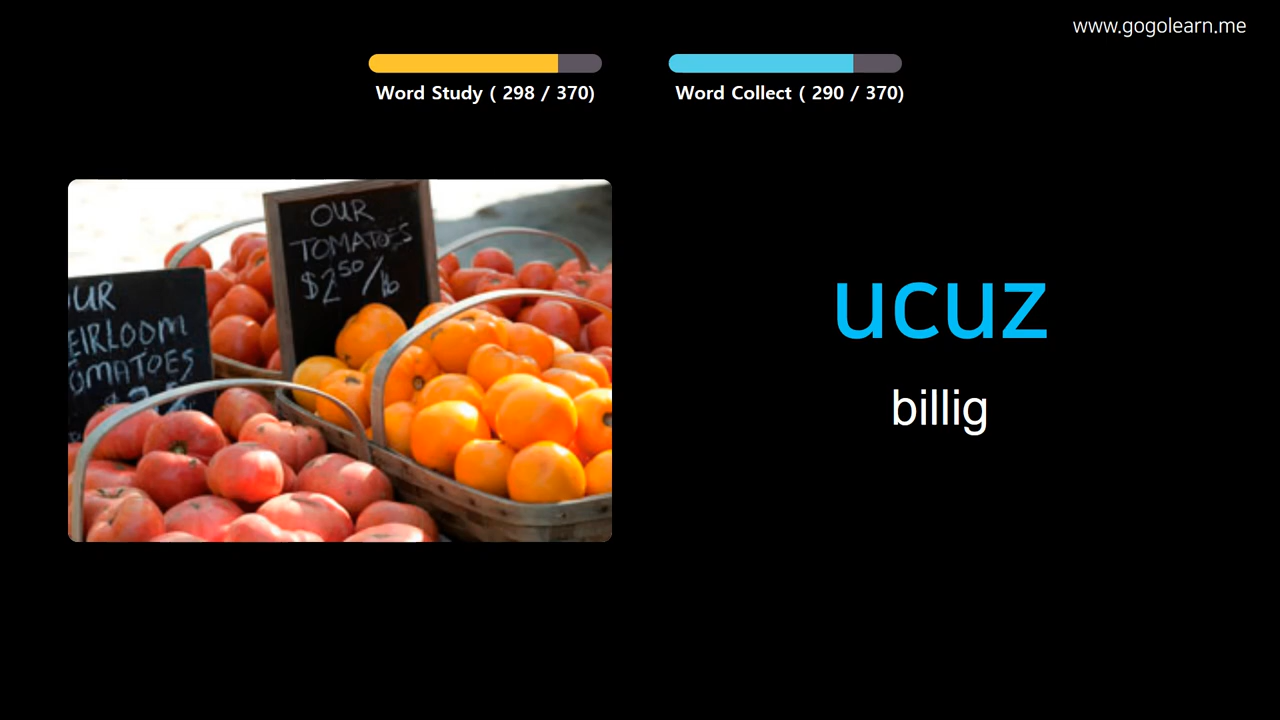 www.gogolearn.me
Word Study ( 298 / 370)
Word Collect ( 290 / 370)
OUR
TOMATOES
$2.50/lb
UR
EIRLOOM
OMATOES
ucuz
billig